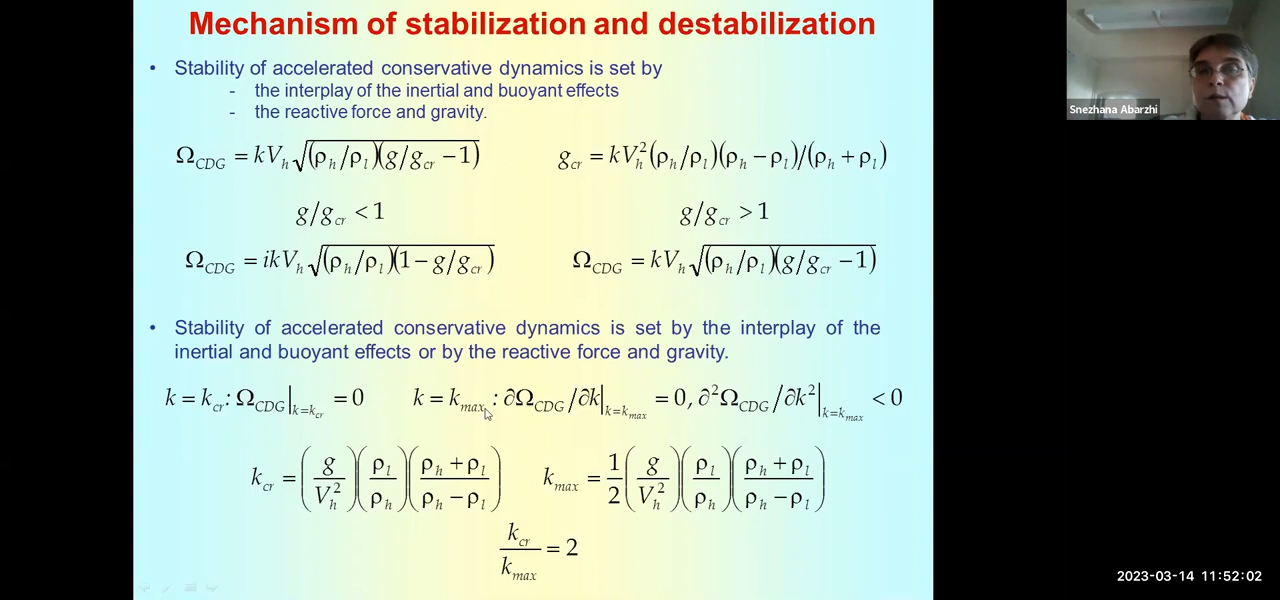 Mechanism of stabilization and destabilization
• Stability of accelerated conservative dynamics is set by
- the interplay of the inertial and buoyant effects
- the reactive force and gravity.
Ω_CDG = kV_h √((ρ_h/ρ_l)(g/g_cr − 1)) g_cr = kV_h^2(ρ_h/ρ_l)(ρ_h − ρ_l)/(ρ_h + ρ_l)
g/g_cr < 1 g/g_cr > 1
Ω_CDG = ikV_h √((ρ_h/ρ_l)(1 − g/g_cr)) Ω_CDG = kV_h √((ρ_h/ρ_l)(g/g_cr − 1))
• Stability of accelerated conservative dynamics is set by the interplay of the
inertial and buoyant effects or by the reactive force and gravity.
k = k_cr: Ω_CDG|_{k=k_cr} = 0 k = k_max: ∂Ω_CDG/∂k|_{k=k_max} = 0, ∂²Ω_CDG/∂k²|_{k=k_max} < 0
k_cr = (g/V_h^2)(ρ_l/ρ_h)((ρ_h + ρ_l)/(ρ_h − ρ_l)) k_max = 1/2 (g/V_h^2)(ρ_l/ρ_h)((ρ_h + ρ_l)/(ρ_h − ρ_l))
k_cr/k_max = 2
Snezhana Abarzhi
2023-03-14 11:52:02